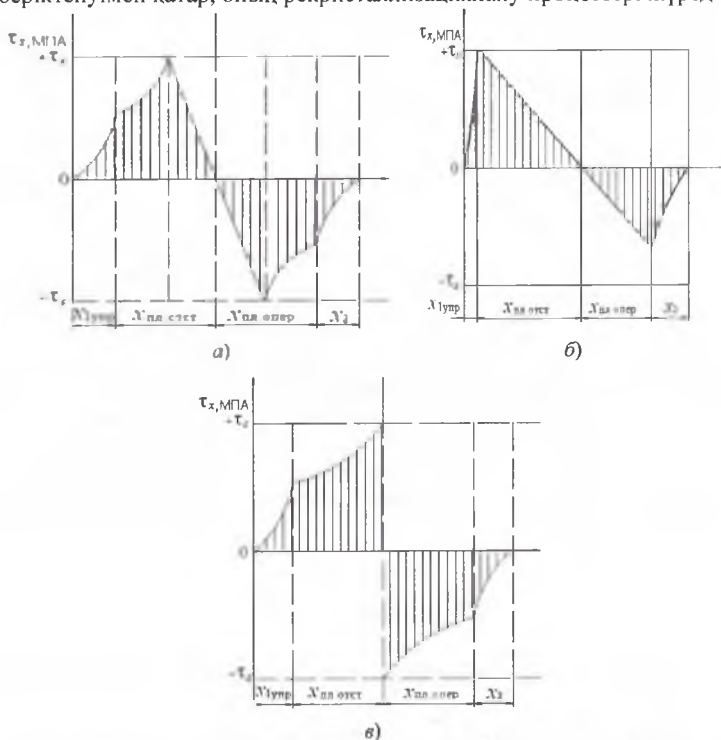 τx, МПА
+τs
0
−τs
x1упр xпл отст xпл опер x2
а)
τx, МПА
+τs
0
−τs
x1упр xпл отст xпл опер x2
б)
τx, МПА
+τs
0
−τs
x1упр xпл отст xпл опер x2
в)